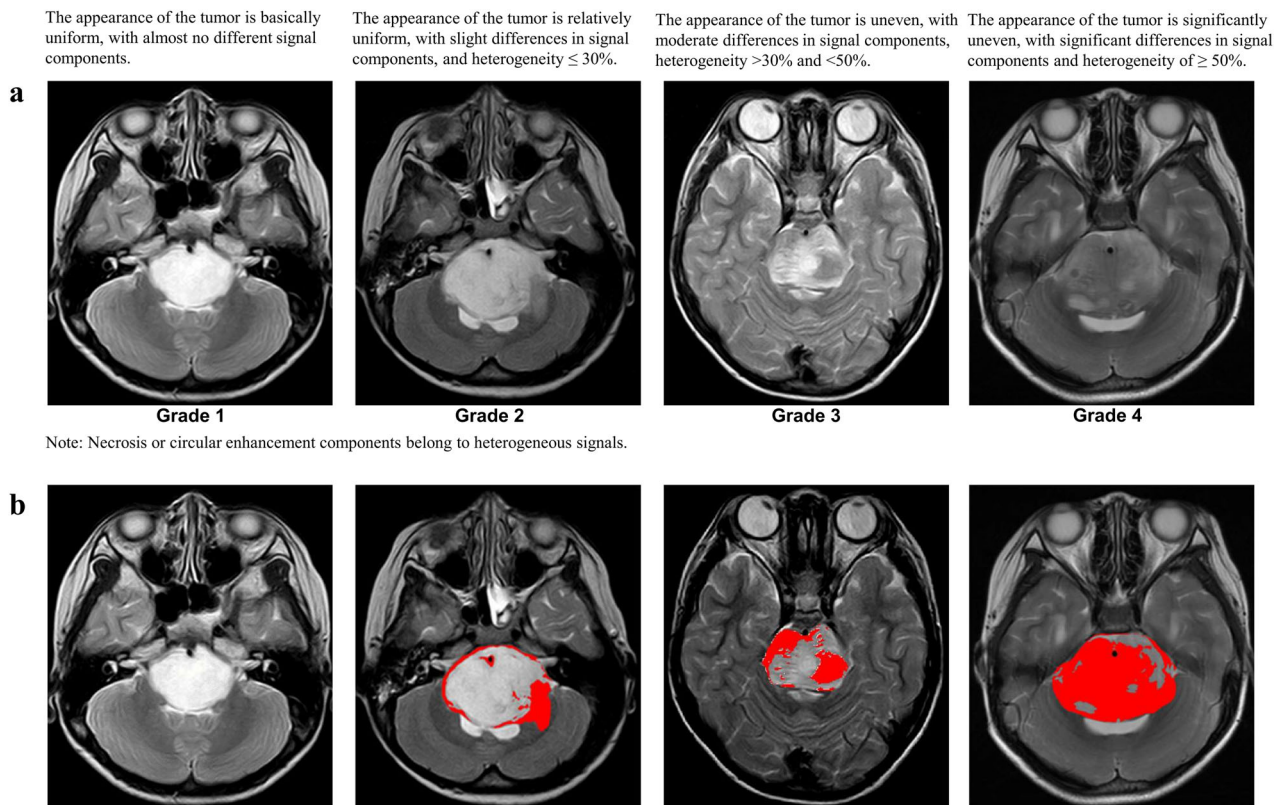 The appearance of the tumor is basically
uniform, with almost no different signal
components.
The appearance of the tumor is relatively
uniform, with slight differences in signal
components, and heterogeneity ≤ 30%.
The appearance of the tumor is uneven, with
moderate differences in signal components,
heterogeneity >30% and <50%.
The appearance of the tumor is significantly
uneven, with significant differences in signal
components and heterogeneity of ≥ 50%.
a
Grade 1
Grade 2
Grade 3
Grade 4
Note: Necrosis or circular enhancement components belong to heterogeneous signals.
b